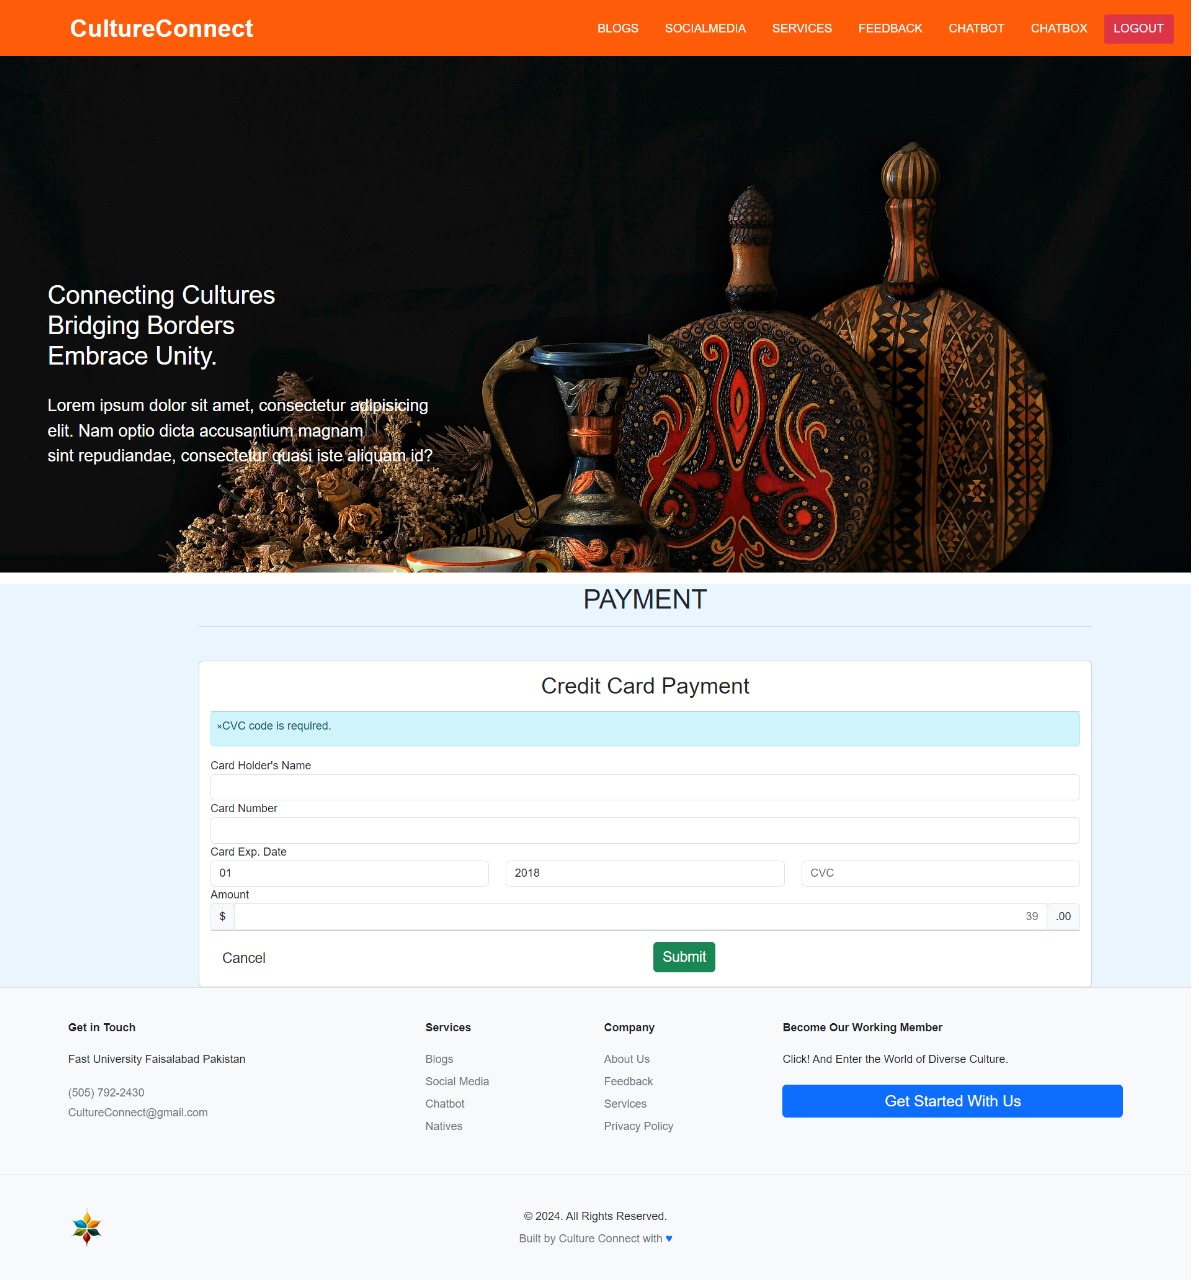 CultureConnect
BLOGS SOCIALMEDIA SERVICES FEEDBACK CHATBOT CHATBOX LOGOUT
Connecting Cultures
Bridging Borders
Embrace Unity.
Lorem ipsum dolor sit amet, consectetur adipisicing
elit. Nam optio dicta accusantium magnam
sint repudiandae, consectetur quasi iste aliquam id?
PAYMENT
Credit Card Payment
×CVC code is required.
Card Holder's Name
Card Number
Card Exp. Date
01 2018 CVC
Amount
$ 39 .00
Cancel Submit
Get in Touch
Fast University Faisalabad Pakistan
(505) 792-2430
CultureConnect@gmail.com
Services
Blogs
Social Media
Chatbot
Natives
Company
About Us
Feedback
Services
Privacy Policy
Become Our Working Member
Click! And Enter the World of Diverse Culture.
Get Started With Us
© 2024. All Rights Reserved.
Built by Culture Connect with ♥